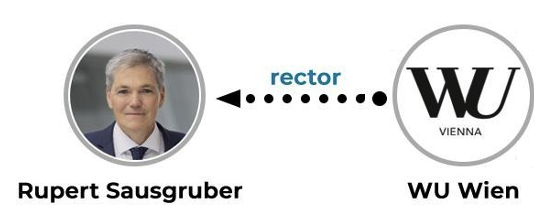 rector
WU
VIENNA
Rupert Sausgruber
WU Wien